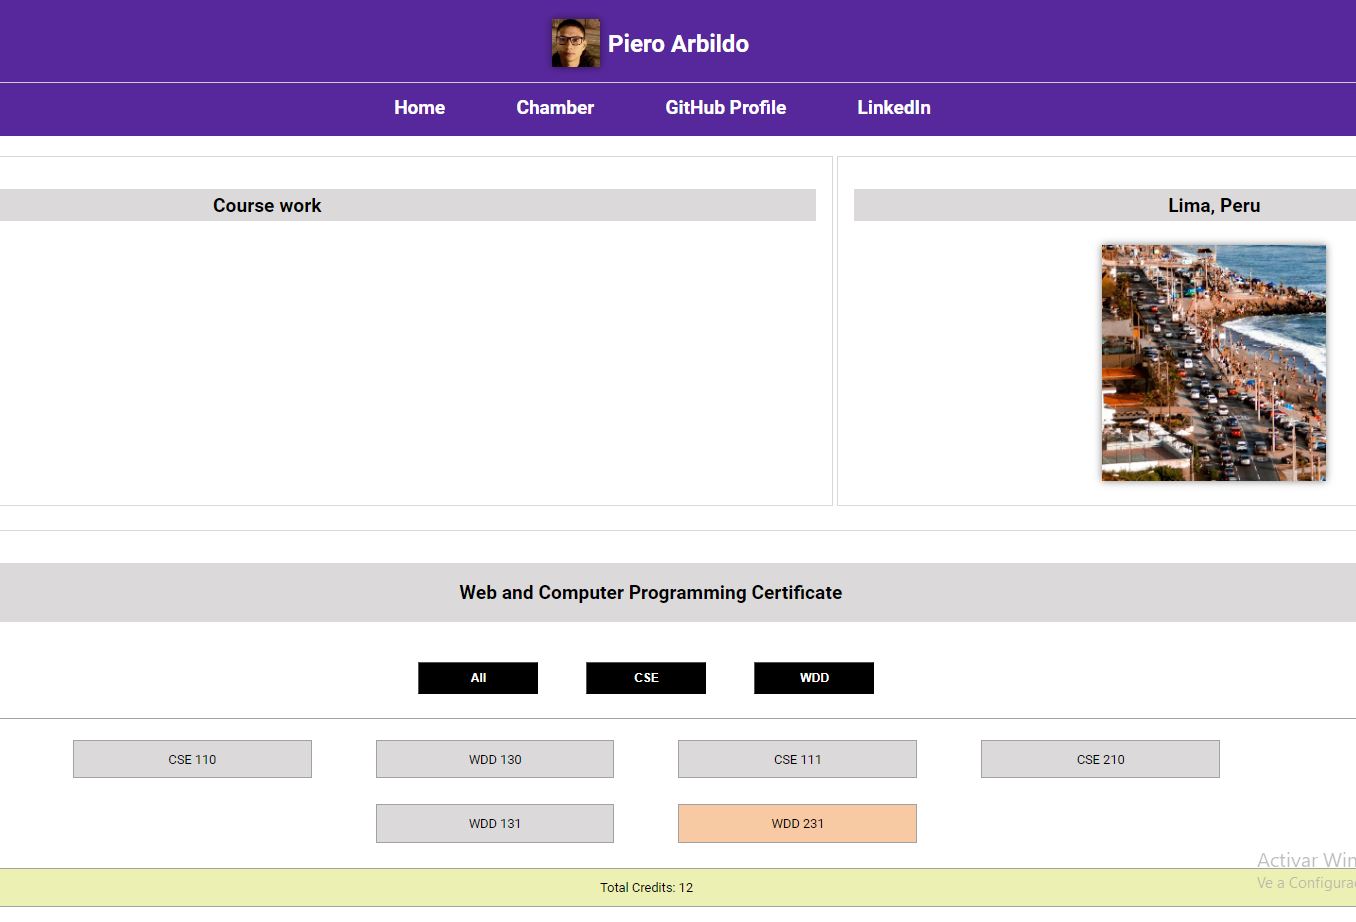 Piero Arbildo
Home Chamber GitHub Profile LinkedIn
Course work
Lima, Peru
Web and Computer Programming Certificate
All CSE WDD
CSE 110 WDD 130 CSE 111 CSE 210
WDD 131 WDD 231
Total Credits: 12
Activar Win
Ve a Configura